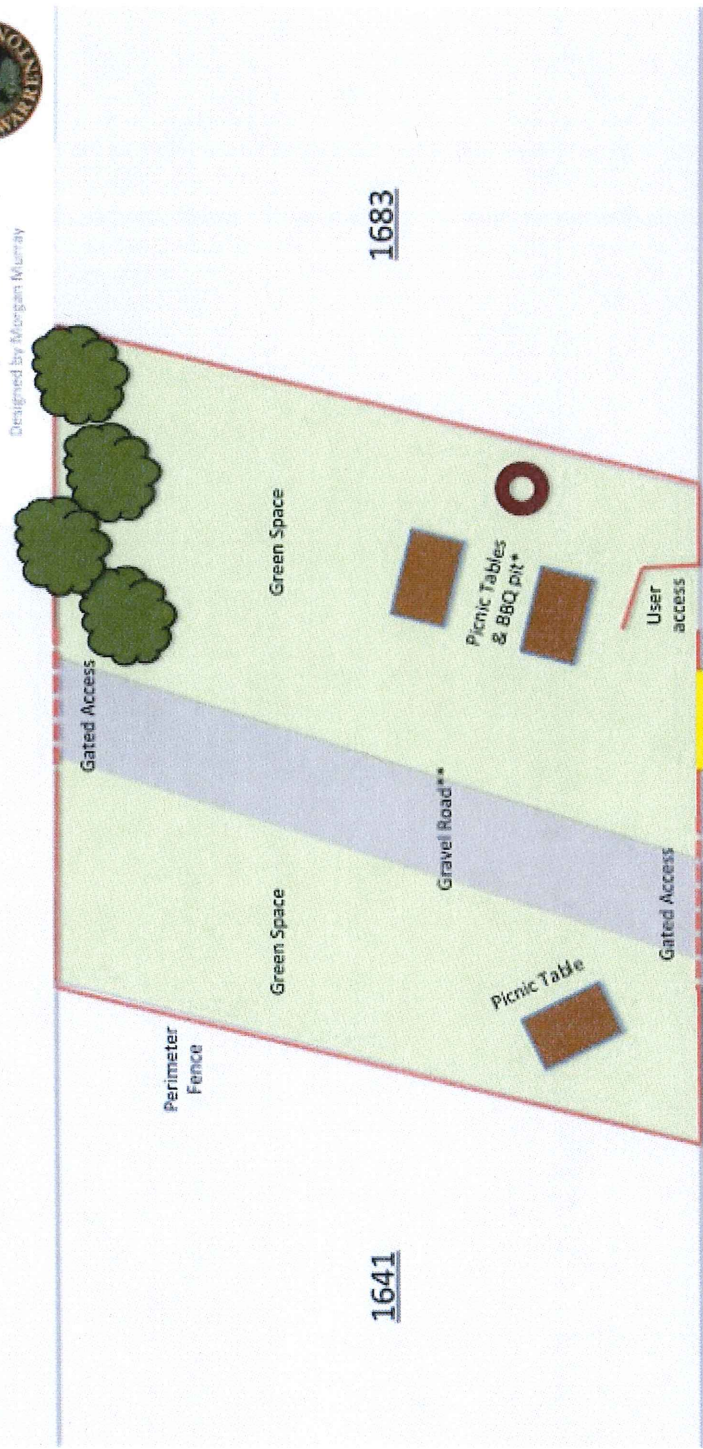 WARRENTON
Designed by Morgan Murray
Gated Access
Perimeter
Fence
Green Space
Green Space
1641
1683
Gravel Road**
Picnic Tables
& BBQ pit*
Picnic Table
User
access
Gated Access